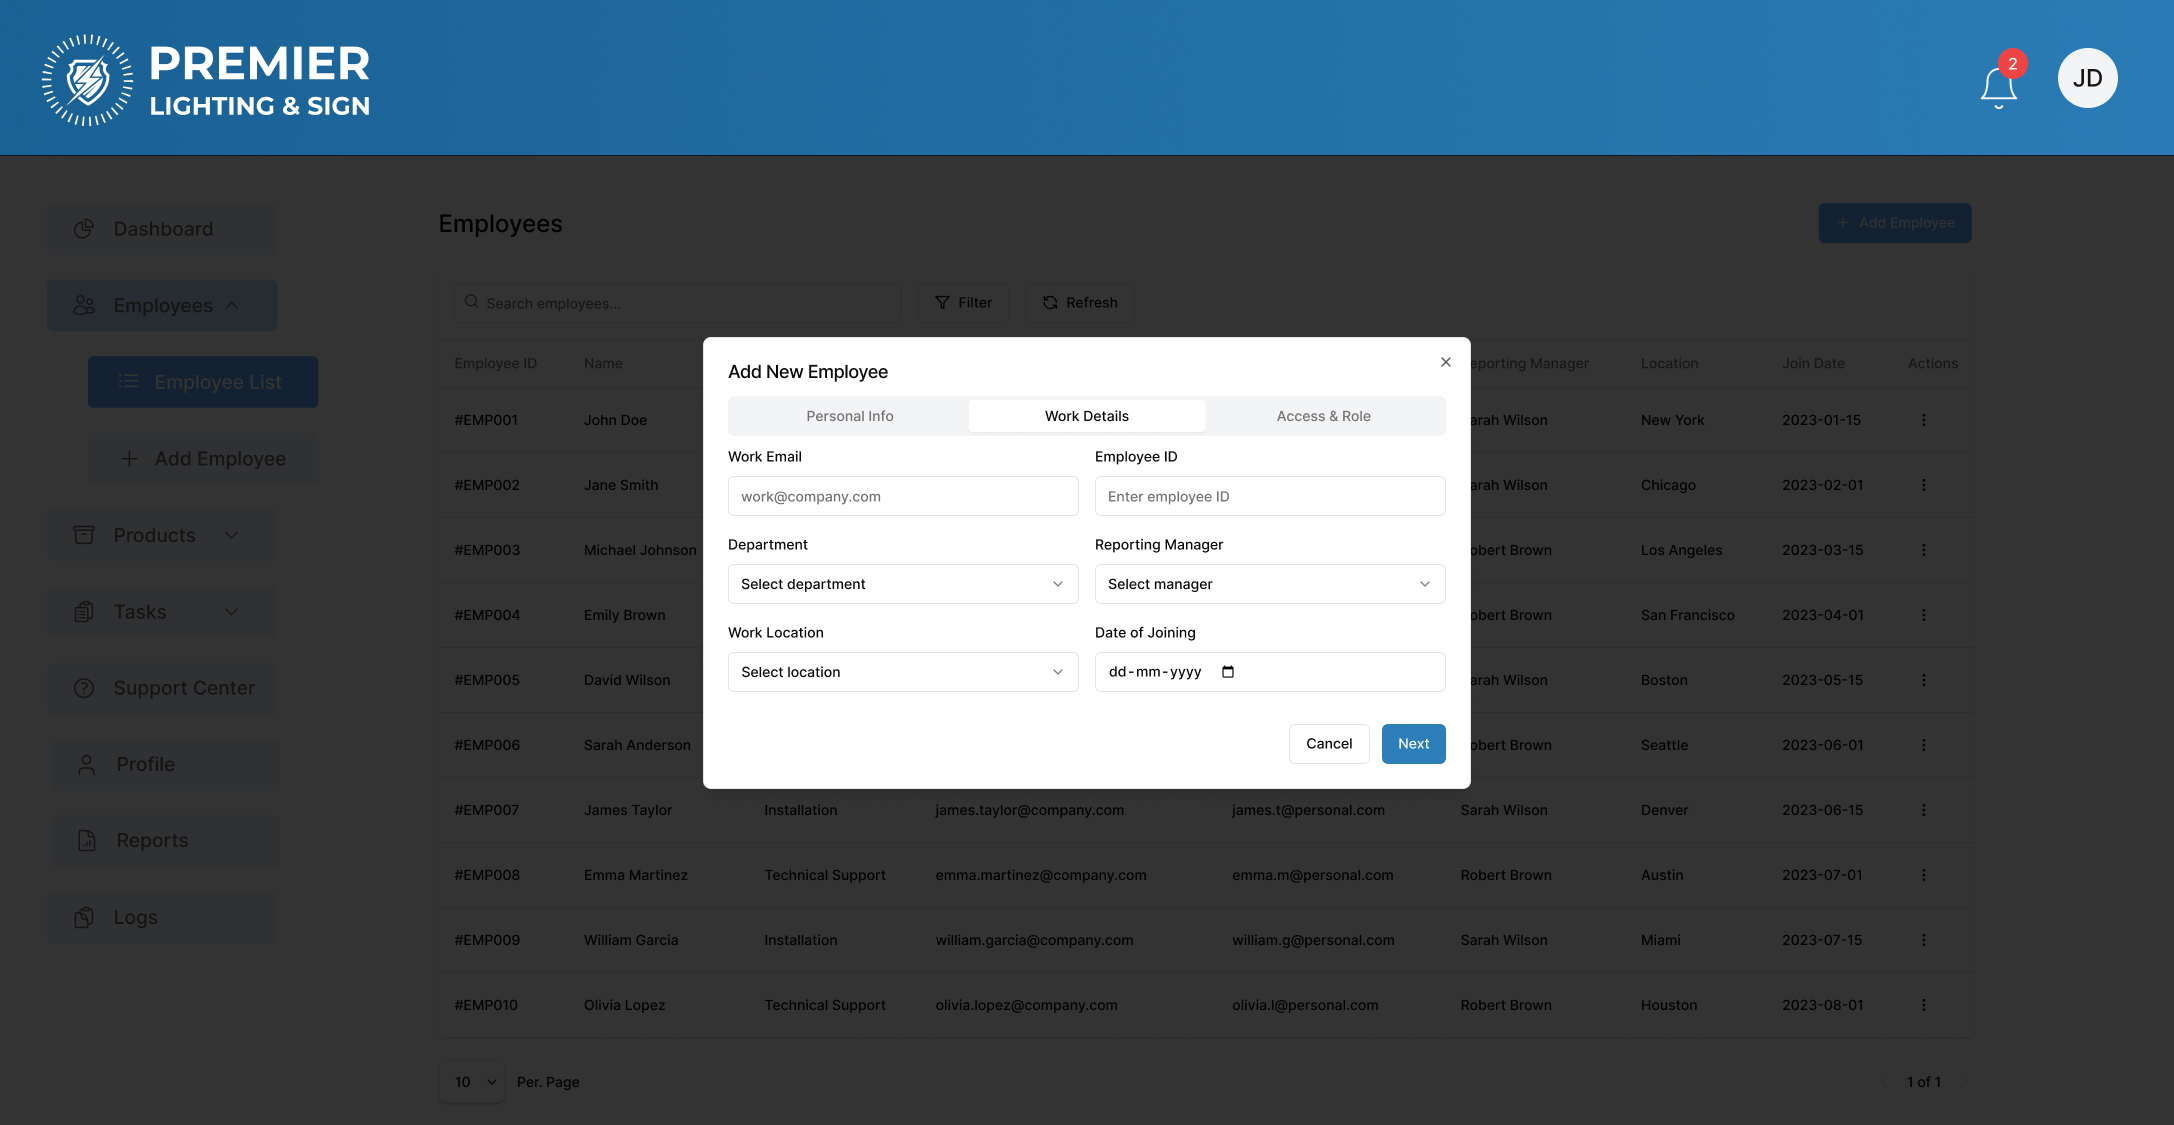 PREMIER
LIGHTING & SIGN
2
JD
Dashboard
Employees
Employee List
Add Employee
Products
Tasks
Support Center
Profile
Reports
Logs
Employees
Add Employee
Search employees...
Filter
Refresh
Employee ID Name Reporting Manager Location Join Date Actions
#EMP001 John Doe Sarah Wilson New York 2023-01-15
#EMP002 Jane Smith Sarah Wilson Chicago 2023-02-01
#EMP003 Michael Johnson Robert Brown Los Angeles 2023-03-15
#EMP004 Emily Brown Robert Brown San Francisco 2023-04-01
#EMP005 David Wilson Sarah Wilson Boston 2023-05-15
#EMP006 Sarah Anderson Robert Brown Seattle 2023-06-01
#EMP007 James Taylor Installation james.taylor@company.com james.t@personal.com Sarah Wilson Denver 2023-06-15
#EMP008 Emma Martinez Technical Support emma.martinez@company.com emma.m@personal.com Robert Brown Austin 2023-07-01
#EMP009 William Garcia Installation william.garcia@company.com william.g@personal.com Sarah Wilson Miami 2023-07-15
#EMP010 Olivia Lopez Technical Support olivia.lopez@company.com olivia.l@personal.com Robert Brown Houston 2023-08-01
10 Per. Page
1 of 1
Add New Employee
Personal Info Work Details Access & Role
Work Email Employee ID
work@company.com Enter employee ID
Department Reporting Manager
Select department Select manager
Work Location Date of Joining
Select location dd-mm-yyyy
Cancel Next